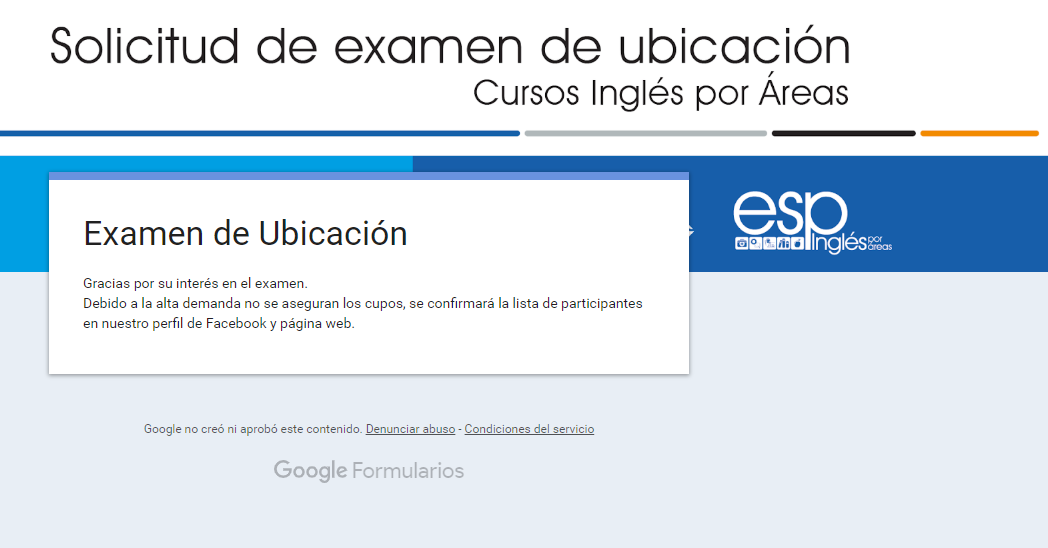 Solicitud de examen de ubicación
Cursos Inglés por Áreas
esp
Inglés por áreas
Examen de Ubicación
Gracias por su interés en el examen.
Debido a la alta demanda no se aseguran los cupos, se confirmará la lista de participantes
en nuestro perfil de Facebook y página web.
Google no creó ni aprobó este contenido. Denunciar abuso - Condiciones del servicio
Google Formularios